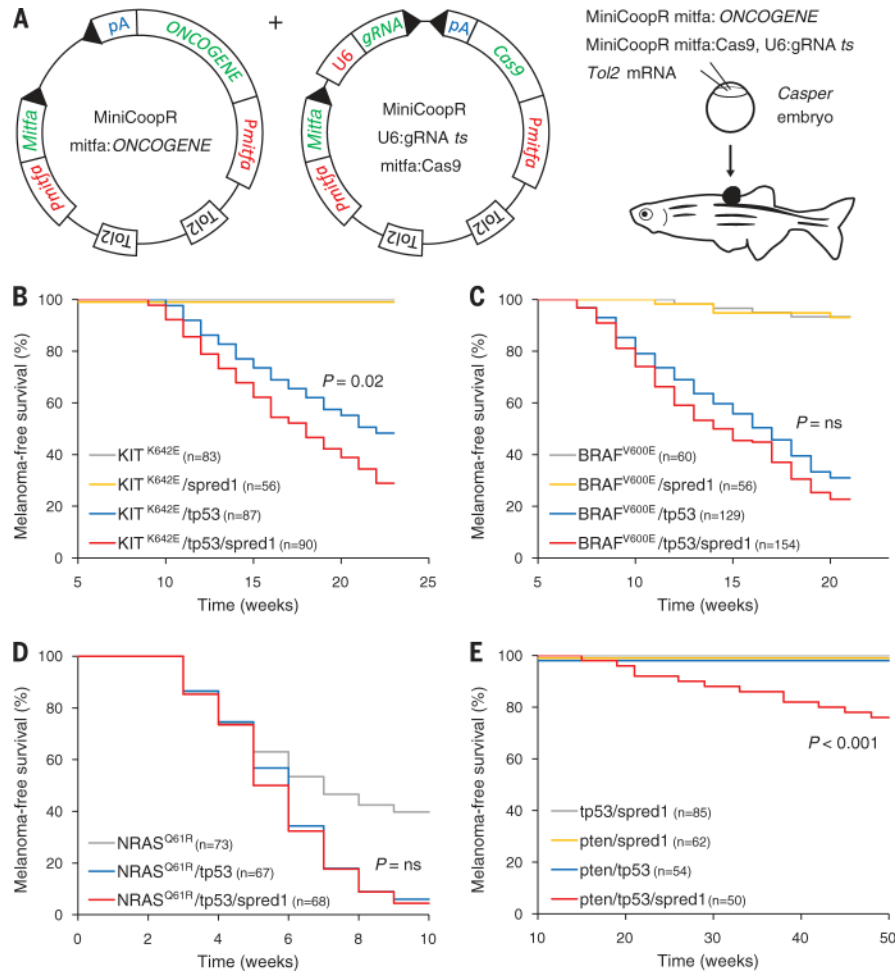 A
pA
ONCOGENE
Mitfa
Pmitfa
Pmitfa
Tol2
Tol2
MiniCoopR
mitfa:ONCOGENE
+
U6
gRNA
pA
Cas9
Mitfa
Pmitfa
Pmitfa
Tol2
Tol2
MiniCoopR
U6:gRNA ts
mitfa:Cas9
MiniCoopR mitfa: ONCOGENE
MiniCoopR mitfa:Cas9, U6:gRNA ts
Tol2 mRNA
Casper
embryo
B
Melanoma-free survival (%)
100
80
60
40
20
0
P = 0.02
KIT K642E (n=83)
KIT K642E/spred1 (n=56)
KIT K642E/tp53 (n=87)
KIT K642E/tp53/spred1 (n=90)
5 10 15 20 25
Time (weeks)
C
Melanoma-free survival (%)
100
80
60
40
20
0
P = ns
BRAFV600E (n=60)
BRAFV600E/spred1 (n=56)
BRAFV600E/tp53 (n=129)
BRAFV600E/tp53/spred1 (n=154)
5 10 15 20
Time (weeks)
D
Melanoma-free survival (%)
100
80
60
40
20
0
NRASQ61R (n=73)
NRASQ61R/tp53 (n=67)
P = ns
NRASQ61R/tp53/spred1 (n=68)
0 2 4 6 8 10
Time (weeks)
E
Melanoma-free survival (%)
100
80
60
40
20
0
P < 0.001
tp53/spred1 (n=85)
pten/spred1 (n=62)
pten/tp53 (n=54)
pten/tp53/spred1 (n=50)
10 20 30 40 50
Time (weeks)